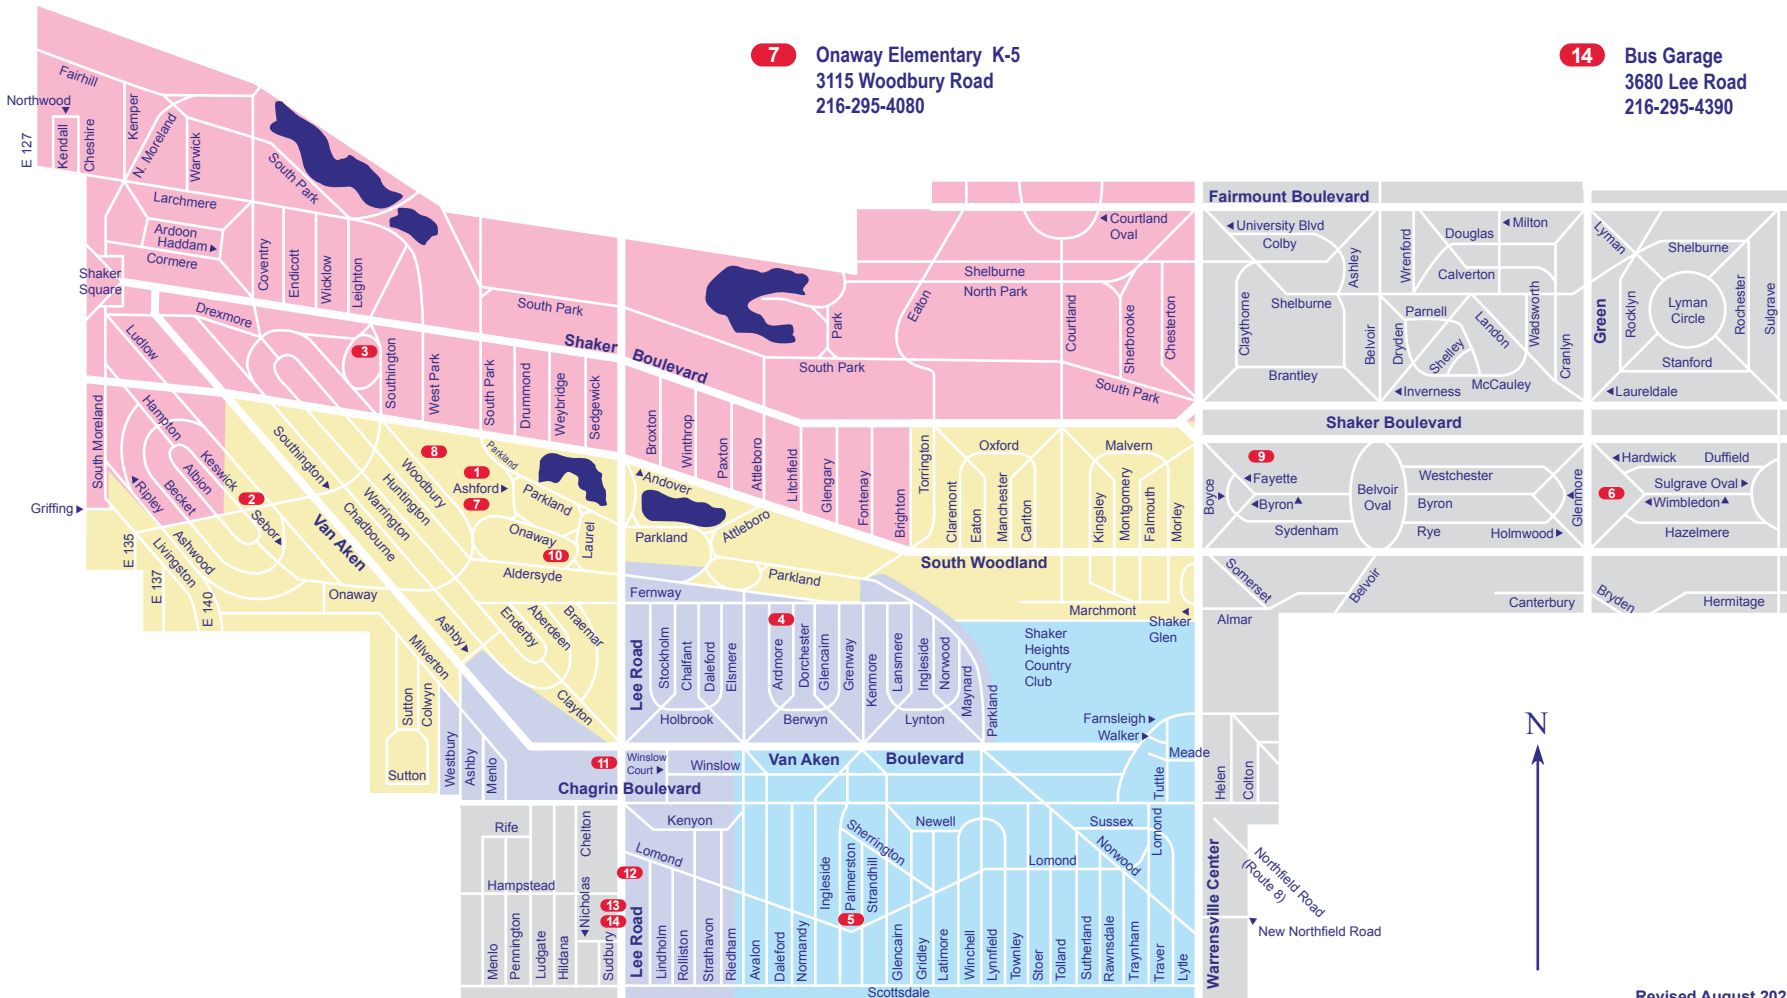 7
Onaway Elementary K-5
3115 Woodbury Road
216-295-4080
14
Bus Garage
3680 Lee Road
216-295-4390
Fairhill
Northwood
E 127
Kendall
Cheshire
Kemper
N. Moreland
Warwick
South Park
Larchmere
Ardoon
Haddam
Cormere
Shaker
Square
Coventry
Endicott
Wicklow
Leighton
Drexmore
Ludlow
3
Southington
West Park
South Park
South Park
Drummond
Weybridge
Sedgewick
Shaker
Boulevard
Broxton
Winthrop
Paxton
Attleboro
Litchfield
Glengary
Fontenay
Brighton
Torrington
Park
South Park
Eaton
Shelburne
North Park
Courtland
Oval
Courtland
Sherbrooke
Chesterton
South Park
Fairmount Boulevard
University Blvd
Colby
Ashley
Wrenford
Douglas
Milton
Calverton
Claythorne
Shelburne
Belvoir
Dryden
Parnell
Shelley
Landon
Wadsworth
Cranlyn
Brantley
Inverness
McCauley
Green
Lyman
Shelburne
Rocklyn
Lyman
Circle
Rochester
Sulgrave
Stanford
Laureldale
Shaker Boulevard
South Moreland
Hampton
Keswick
Albion
Becket
Ripley
2
Sebor
Griffing
E 135
E 137
E 140
Livingston
Ashwood
Onaway
Southington
Van Aken
Chadbourne
Warrington
Huntington
Woodbury
8
1
Ashford
7
Parkland
Parkland
Onaway
10
Laurel
Aldersyde
Andover
Parkland
Attleboro
Parkland
Fernway
Oxford
Malvern
Claremont
Eaton
Manchester
Carlton
Kingsley
Montgomery
Falmouth
Morley
South Woodland
Marchmont
Shaker
Glen
9
Fayette
Boyce
Byron
Sydenham
Belvoir
Oval
Westchester
Byron
Rye
Holmwood
Glenmore
Hardwick
Duffield
6
Sulgrave Oval
Wimbledon
Hazelmere
Somerset
Belvoir
Almar
Canterbury
Bryden
Hermitage
Ashby
Milverton
Enderby
Aberdeen
Braemar
Clayton
Sutton
Colwyn
Sutton
Westbury
Ashby
Menlo
Lee Road
Stockholm
Chalfant
Daleford
Elsmere
Holbrook
4
Ardmore
Dorchester
Glencairn
Grenway
Berwyn
Kenmore
Lansmere
Ingleside
Norwood
Maynard
Lynton
Parkland
Shaker
Heights
Country
Club
Farnsleigh
Walker
Meade
Tuttle
Helen
Colton
11
Winslow
Court
Winslow
Van Aken
Boulevard
Chagrin Boulevard
Rife
Chelton
Hampstead
Nicholas
Menlo
Pennington
Ludgate
Hildana
Sudbury
12
13
14
Lee Road
Kenyon
Lomond
Lindholm
Rolliston
Strathavon
Riedham
Avalon
Daleford
Normandy
Ingleside
Palmerston
Strandhill
5
Sherrington
Newell
Glencairn
Gridley
Latimore
Winchell
Lynnfield
Townley
Stoer
Tolland
Sutherland
Rawnsdale
Traynham
Traver
Lytle
Lomond
Sussex
Norwood
Lomond
Scottsdale
Warrensville Center
Northfield Road
(Route 8)
New Northfield Road
N
Revised August 202